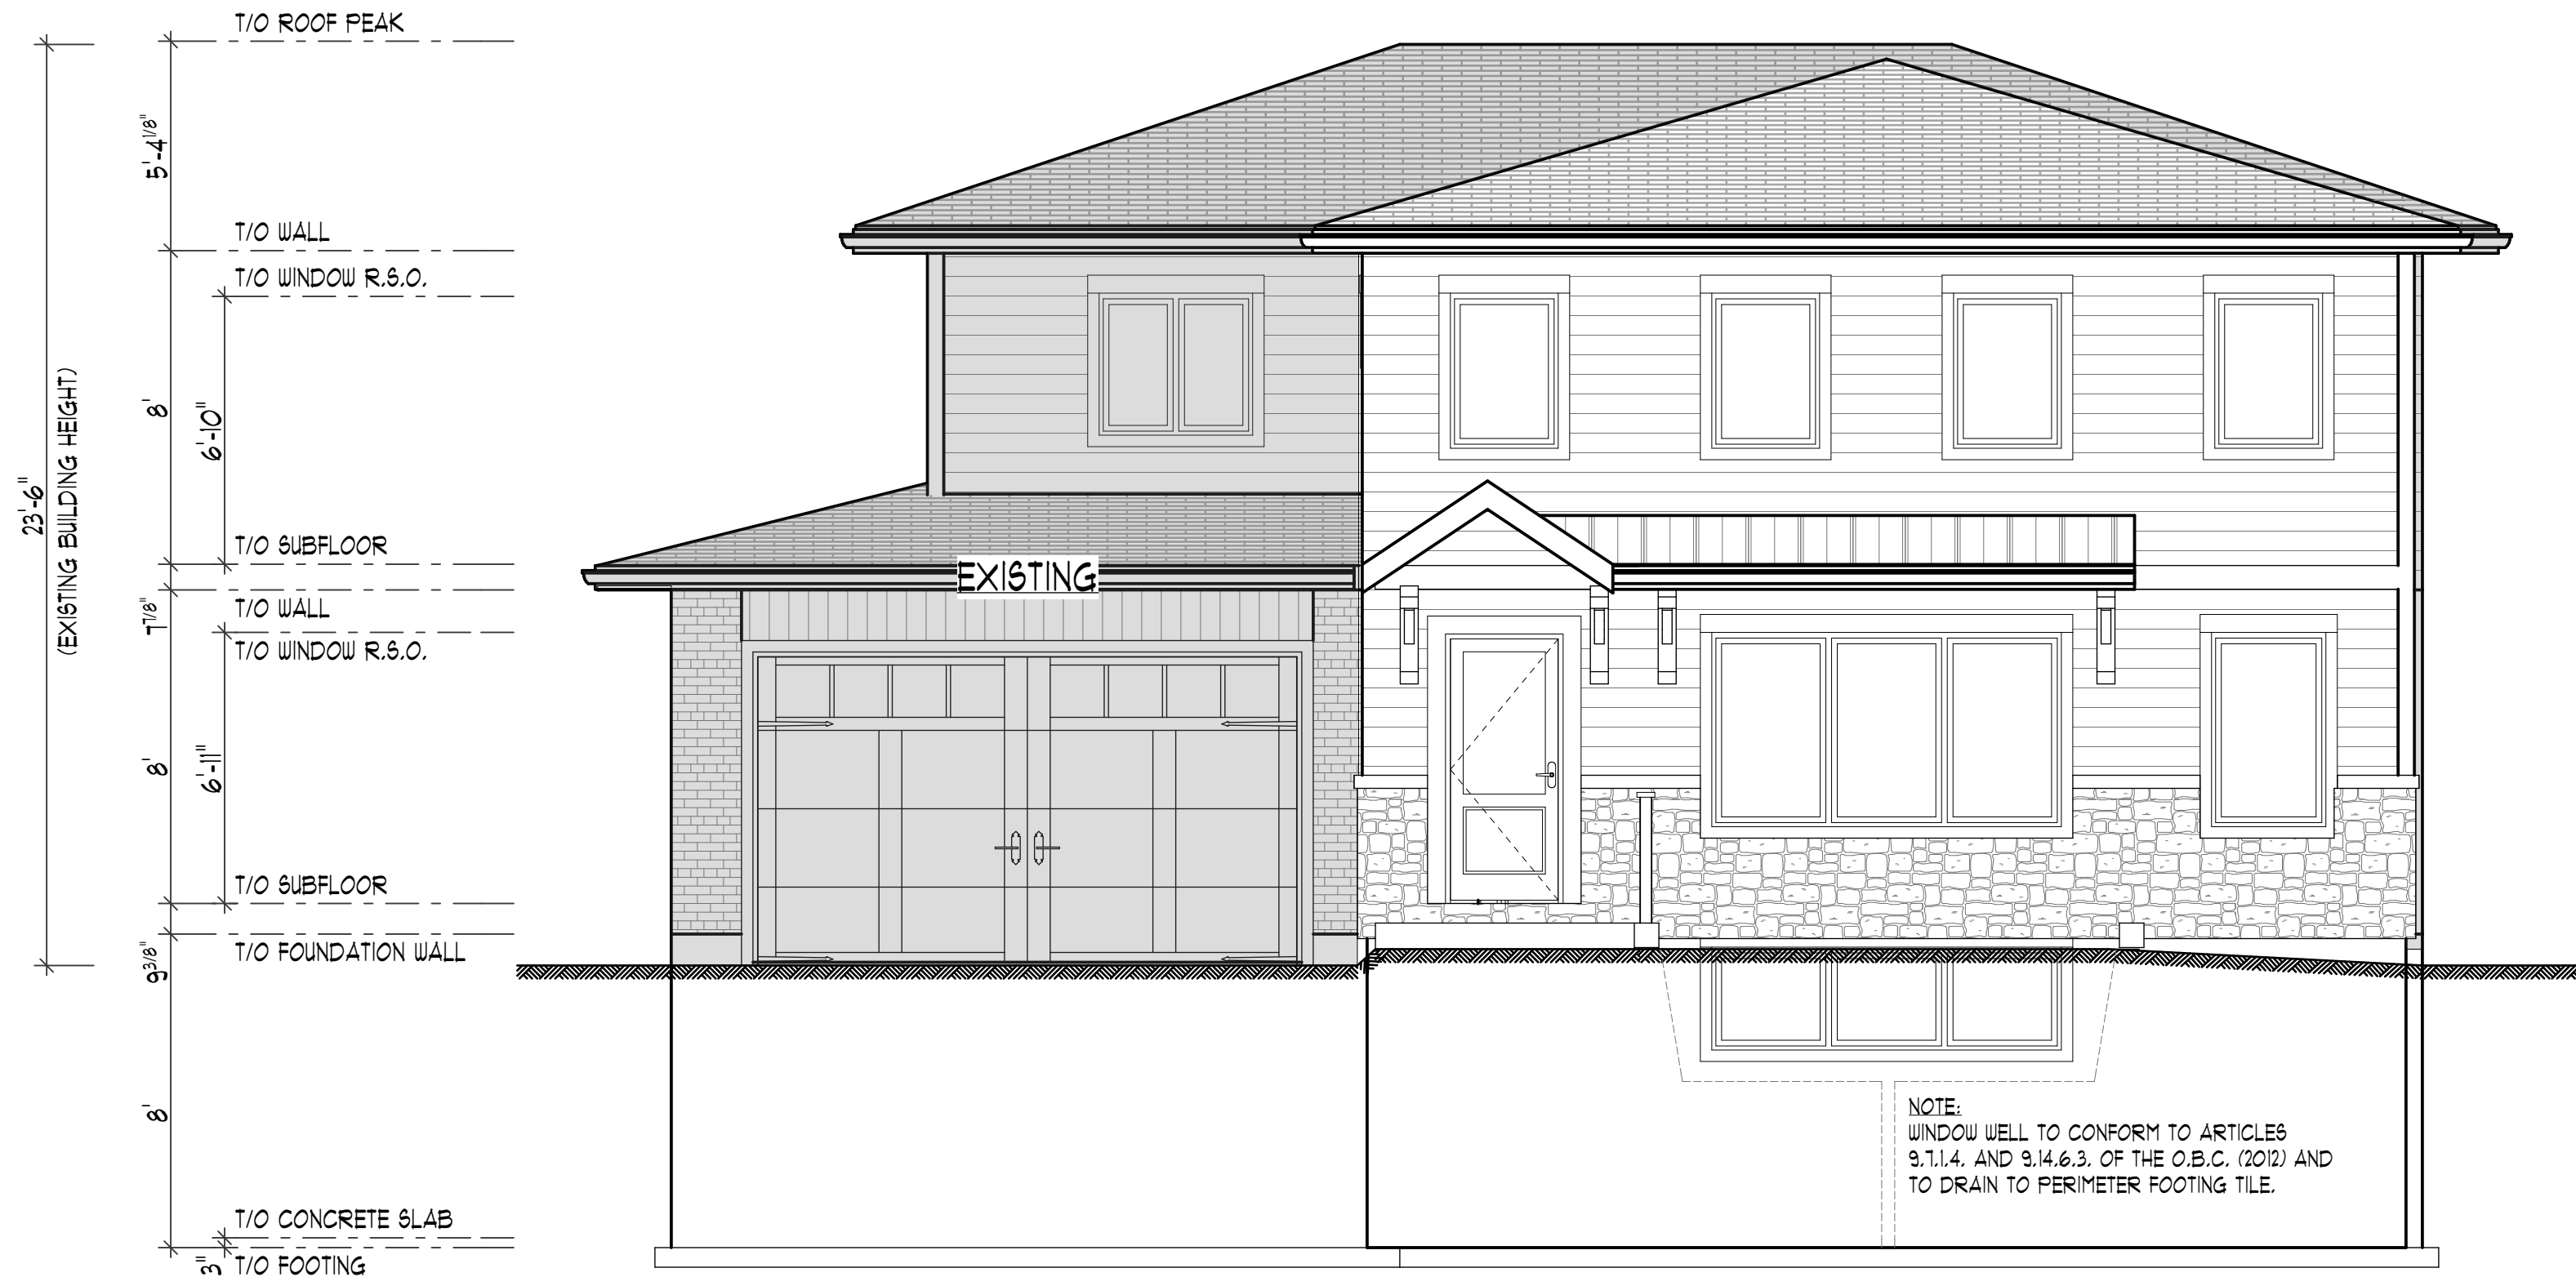 T/O ROOF PEAK
5'-4 1/8"
T/O WALL
T/O WINDOW R.S.O.
8'
6'-10"
23'-6"
(EXISTING BUILDING HEIGHT)
T/O SUBFLOOR
EXISTING
7 7/8"
T/O WALL
T/O WINDOW R.S.O.
8'
6'-11"
T/O SUBFLOOR
9 3/8"
T/O FOUNDATION WALL
8'
NOTE:
WINDOW WELL TO CONFORM TO ARTICLES
9.7.1.4. AND 9.14.6.3. OF THE O.B.C. (2012) AND
TO DRAIN TO PERIMETER FOOTING TILE.
T/O CONCRETE SLAB
3"
T/O FOOTING